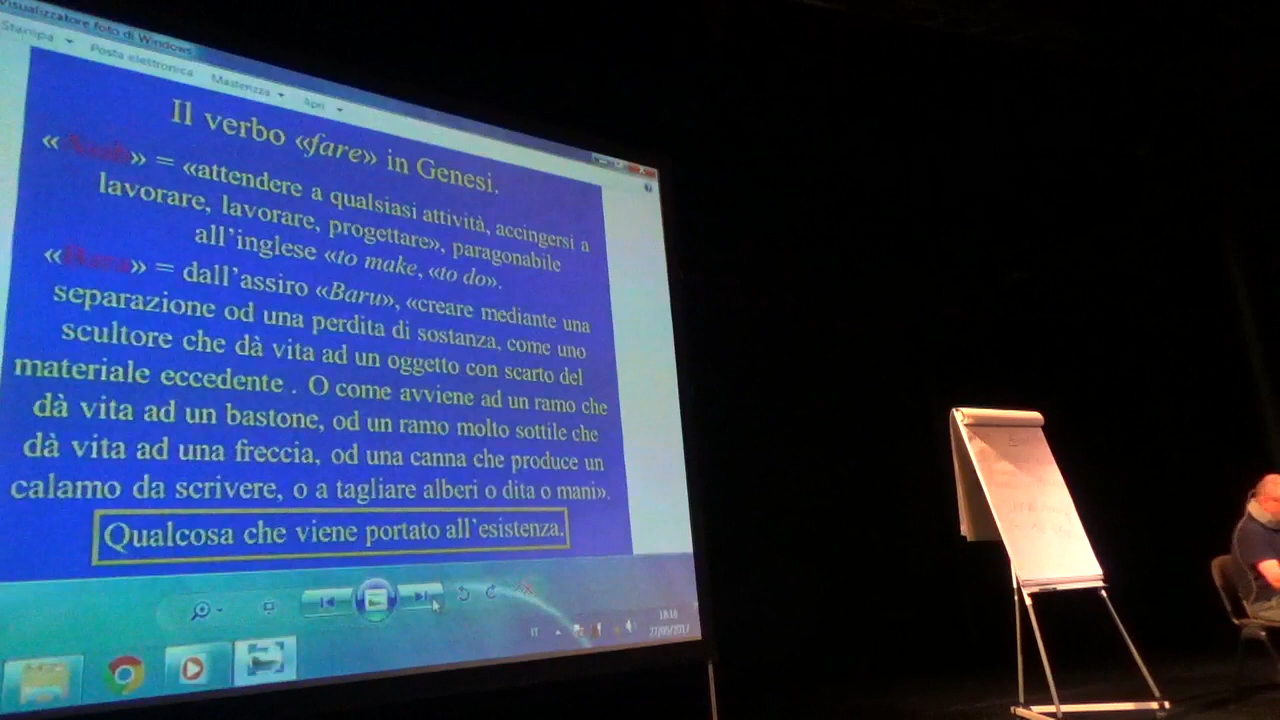 Visualizzatore foto di Windows
Stampa Posta elettronica Masterizza Apri
Il verbo «fare» in Genesi.
« » = «attendere a qualsiasi attività, accingersi a
lavorare, lavorare, progettare», paragonabile
all'inglese «to make, «to do».
«Bara» = dall'assiro «Baru», «creare mediante una
separazione od una perdita di sostanza, come uno
scultore che dà vita ad un oggetto con scarto del
materiale eccedente . O come avviene ad un ramo che
dà vita ad un bastone, od un ramo molto sottile che
dà vita ad una freccia, od una canna che produce un
calamo da scrivere, o a tagliare alberi o dita o mani».
Qualcosa che viene portato all'esistenza.
IT